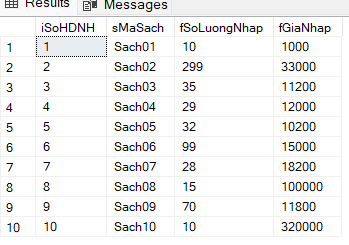 Results Messages
iSoHDNH sMaSach fSoLuongNhap fGiaNhap
1 1 Sach01 10 1000
2 2 Sach02 299 33000
3 3 Sach03 35 11200
4 4 Sach04 29 12000
5 5 Sach05 32 10200
6 6 Sach06 99 15000
7 7 Sach07 28 18200
8 8 Sach08 15 100000
9 9 Sach09 70 11800
10 10 Sach10 10 320000